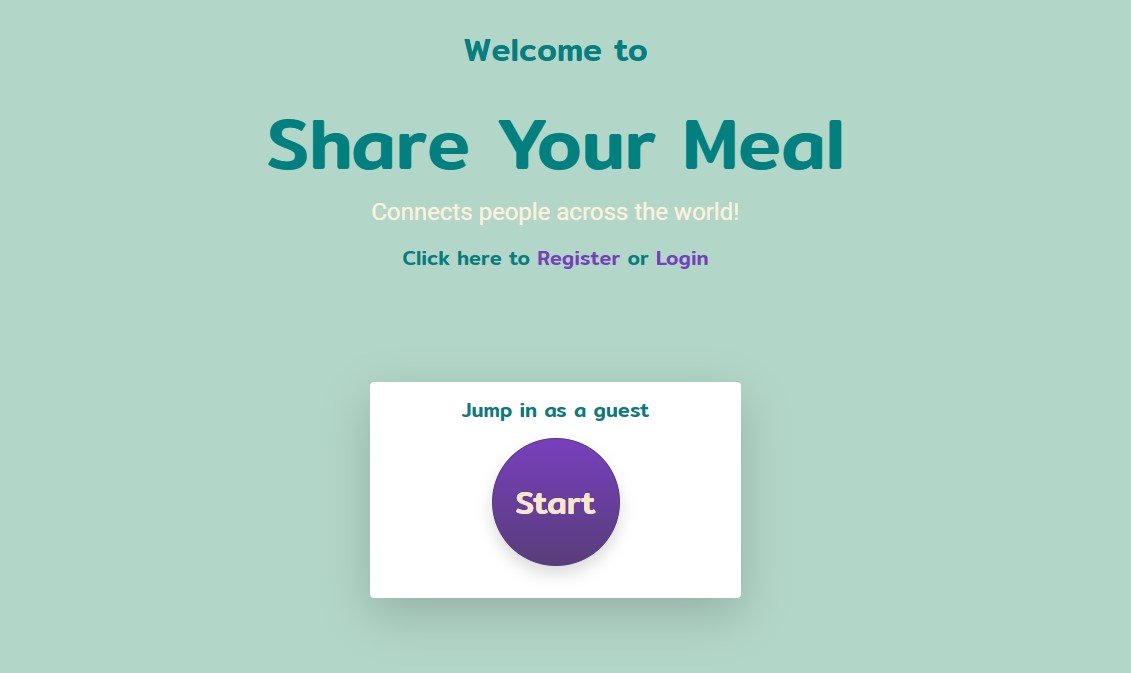 Welcome to
Share Your Meal
Connects people across the world!
Click here to Register or Login
Jump in as a guest
Start